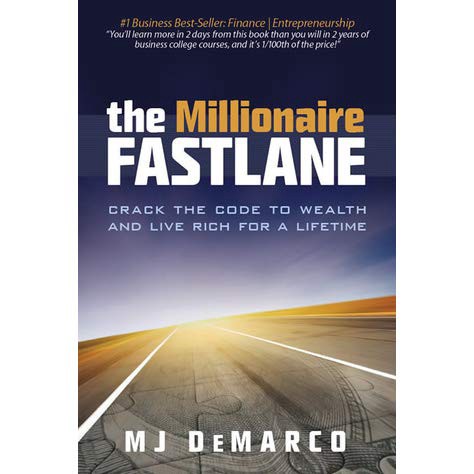 #1 Business Best-Seller: Finance | Entrepreneurship
"You'll learn more in 2 days from this book than you will in 2 years of
business college courses, and it's 1/100th of the price!"
the Millionaire
FASTLANE
CRACK THE CODE TO WEALTH
AND LIVE RICH FOR A LIFETIME
MJ DeMARCO